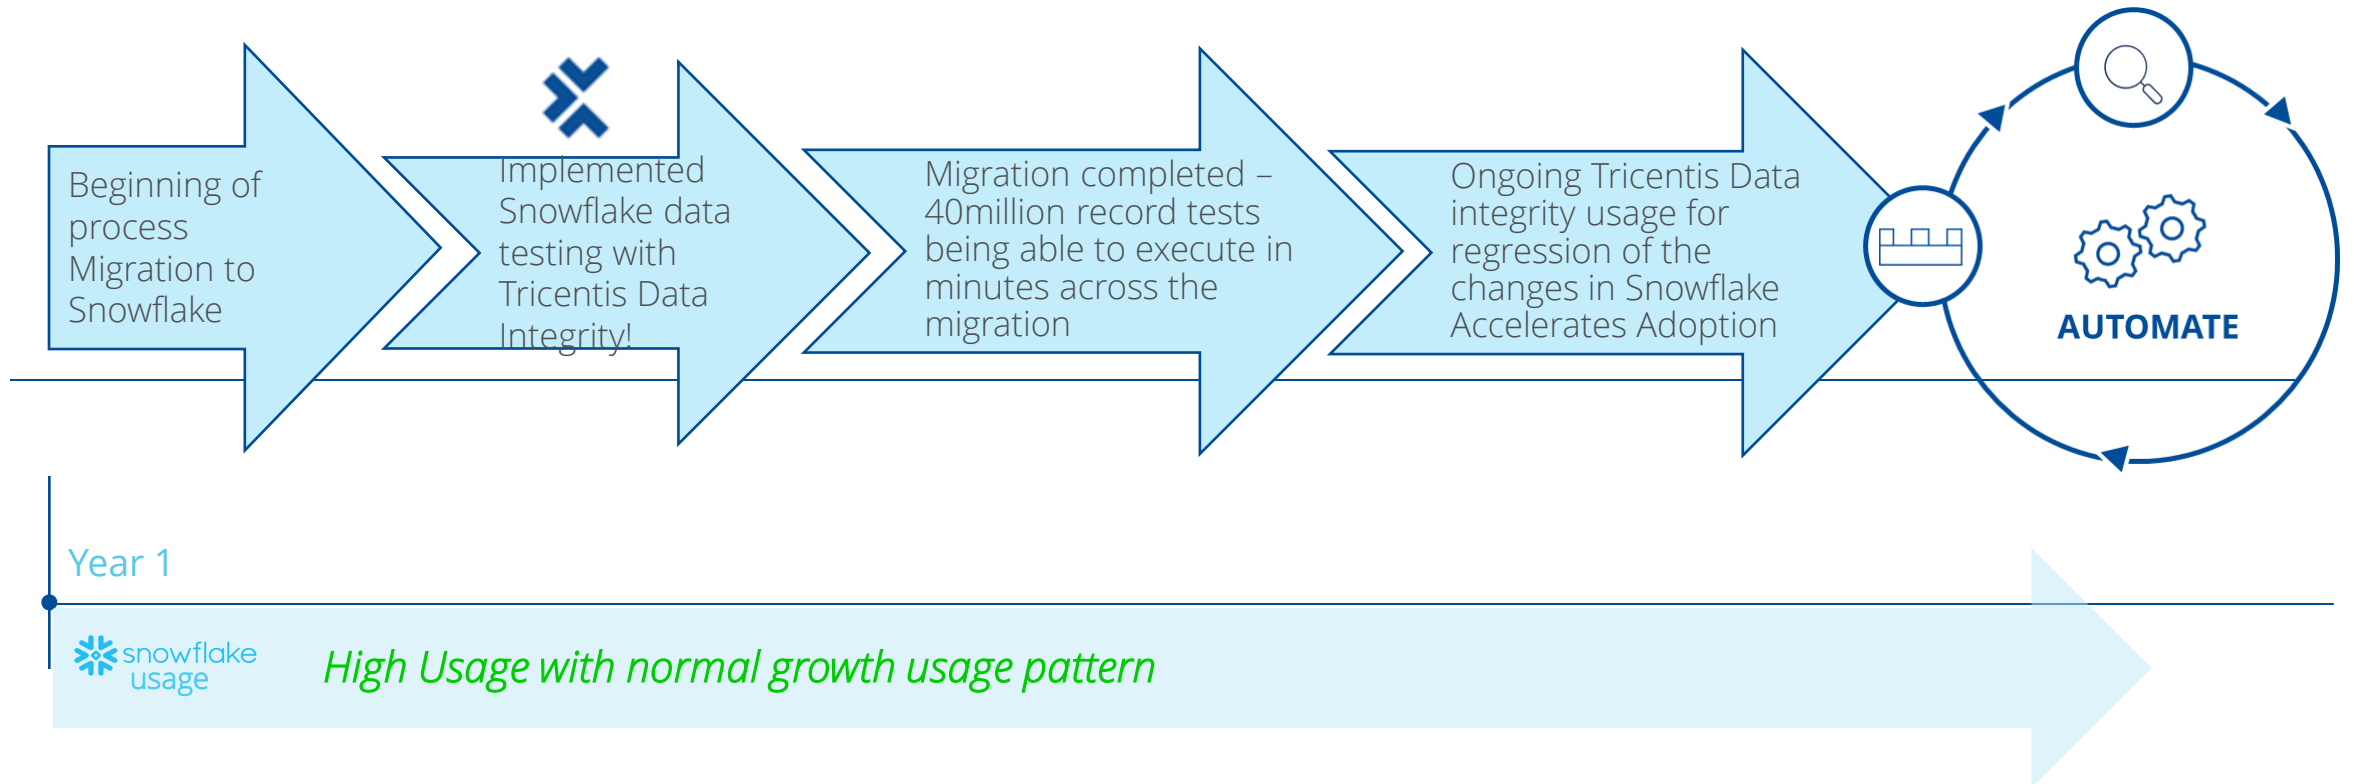 Beginning of
process
Migration to
Snowflake
Implemented
Snowflake data
testing with
Tricentis Data
Integrity!
Migration completed –
40million record tests
being able to execute in
minutes across the
migration
Ongoing Tricentis Data
integrity usage for
regression of the
changes in Snowflake
Accelerates Adoption
AUTOMATE
Year 1
snowflake
usage
High Usage with normal growth usage pattern